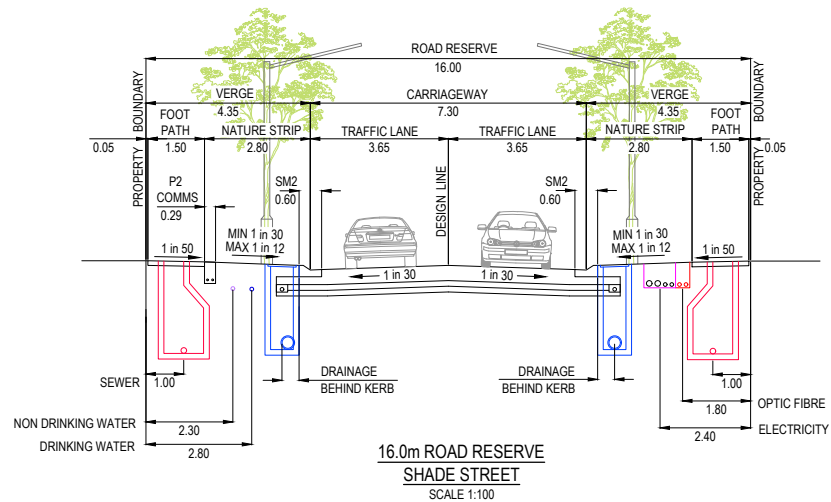 ROAD RESERVE
16.00
VERGE
4.35
CARRIAGEWAY
7.30
VERGE
4.35
PROPERTY BOUNDARY
PROPERTY BOUNDARY
0.05
FOOT
PATH
1.50
NATURE STRIP
2.80
TRAFFIC LANE
3.65
TRAFFIC LANE
3.65
NATURE STRIP
2.80
FOOT
PATH
1.50
0.05
P2
COMMS
0.29
SM2
0.60
DESIGN LINE
SM2
0.60
MIN 1 in 30
MAX 1 in 12
MIN 1 in 30
MAX 1 in 12
1 in 50
1 in 30
1 in 30
1 in 50
SEWER
1.00
DRAINAGE
BEHIND KERB
DRAINAGE
BEHIND KERB
1.00
NON DRINKING WATER
2.30
1.80
OPTIC FIBRE
DRINKING WATER
2.80
2.40
ELECTRICITY
16.0m ROAD RESERVE
SHADE STREET
SCALE 1:100